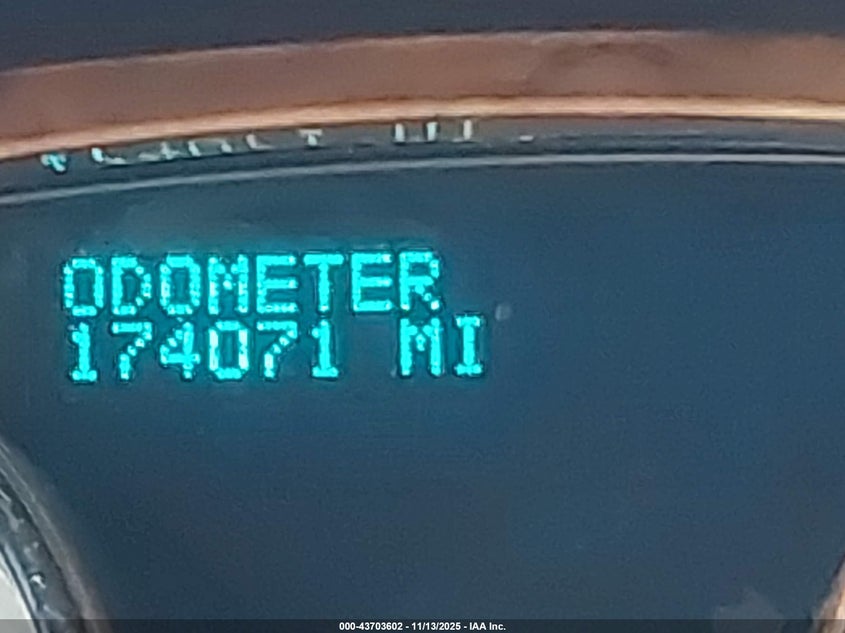 ODOMETER
174071 MI
000-43703602 - 11/13/2025 - IAA Inc.